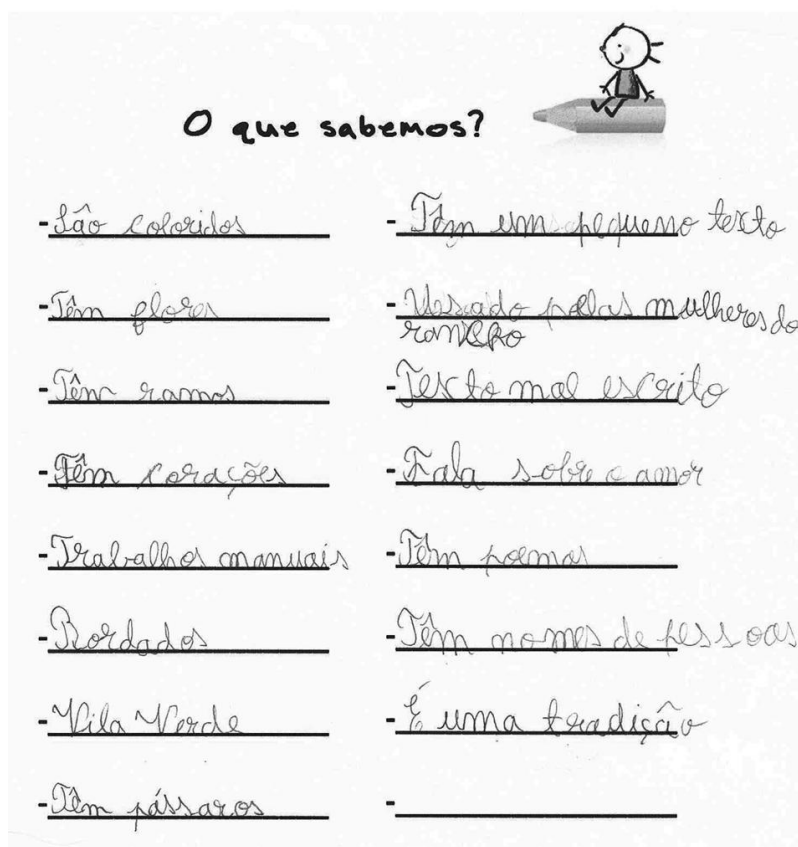 O que sabemos?
- São coloridos
- Têm flores
- Têm ramos
- Têm corações
- Trabalhos manuais
- Bordados
- Vila Verde
- Têm pássaros
- Têm um pequeno texto
- Usado pelas mulheres do
rancho
- Texto mal escrito
- Fala sobre o amor
- Têm poemas
- Têm nomes de pessoas
- É uma tradição
-